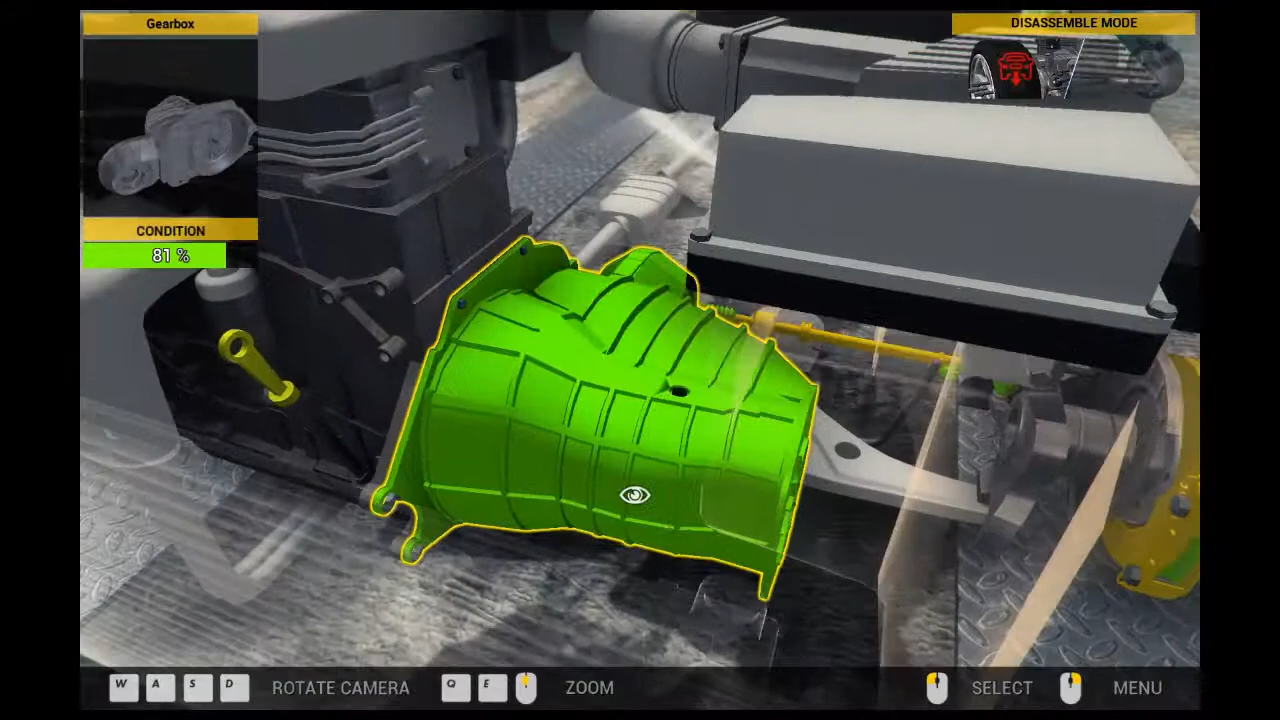 Gearbox
DISASSEMBLE MODE
CONDITION
81 %
W A S D ROTATE CAMERA Q E ZOOM SELECT MENU